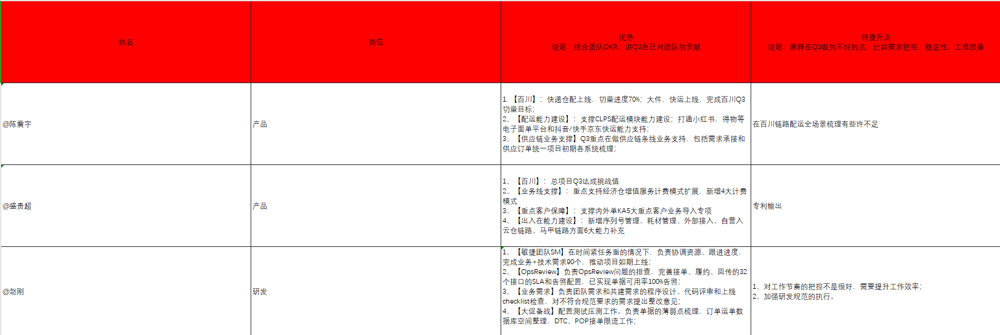 姓名
岗位
优势
说明：结合团队OKR，讲Q3自己对团队的贡献
待提升点
说明：阐释在Q3做的不好的点，比如需求把控，稳定性，工程质量
@陈震宇
产品
1.【百川】：快递仓配上线，切量进度70%；大件，快运上线，完成百川Q3
切量目标；
2、【配运能力建设】：支撑CLPS配运模块能力建设；打通小红书，得物等
电子面单平台和抖音/快手京东快运能力支持；
3、【供应链业务支撑】Q3重点在做供应链条线业务支持，包括需求承接和
供应订单统一项目初期各系统梳理；
在百川链路配运全场景梳理有些许不足
@盛贵超
产品
1、【百川】：总项目Q3达成挑战值
2、【业务线支撑】：重点支持经济仓增值服务计费模式扩展，新增4大计费
模式
3、【重点客户保障】：支撑内外单KA5大重点客户业务导入专项
4、【出入在能力建设】：新增序列号管理、耗材管理、外部接入、自营入
云仓链路、马甲链路方面6大能力补充
专利输出
@赵刚
研发
1、【敏捷团队SM】在时间紧任务重的情况下，负责协调资源、跟进进度，
完成业务+技术需求90个，推动项目如期上线；
2、【OpsReview】负责OpsReview问题的排查，完善接单、履约、回传的32
个接口的SLA和告警配置，已实现单据可用率100%告警；
3、【业务需求】负责团队需求和共建需求的程序设计、代码评审和上线
checklist检查，对不符合规范要求的需求提出整改意见；
4、【大促备战】配置测试压测工作。负责单据的薄弱点梳理，订单运单数
据库空间整理，DTC、POP接单限流工作；
1、对工作节奏的把控不是很好，需要提升工作效率；
2、加强研发规范的执行。